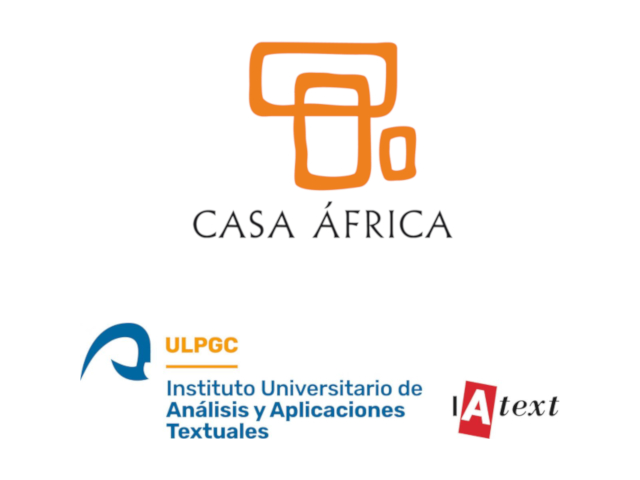 CASA ÁFRICA
ULPGC
Instituto Universitario de
Análisis y Aplicaciones
Textuales
IAtext